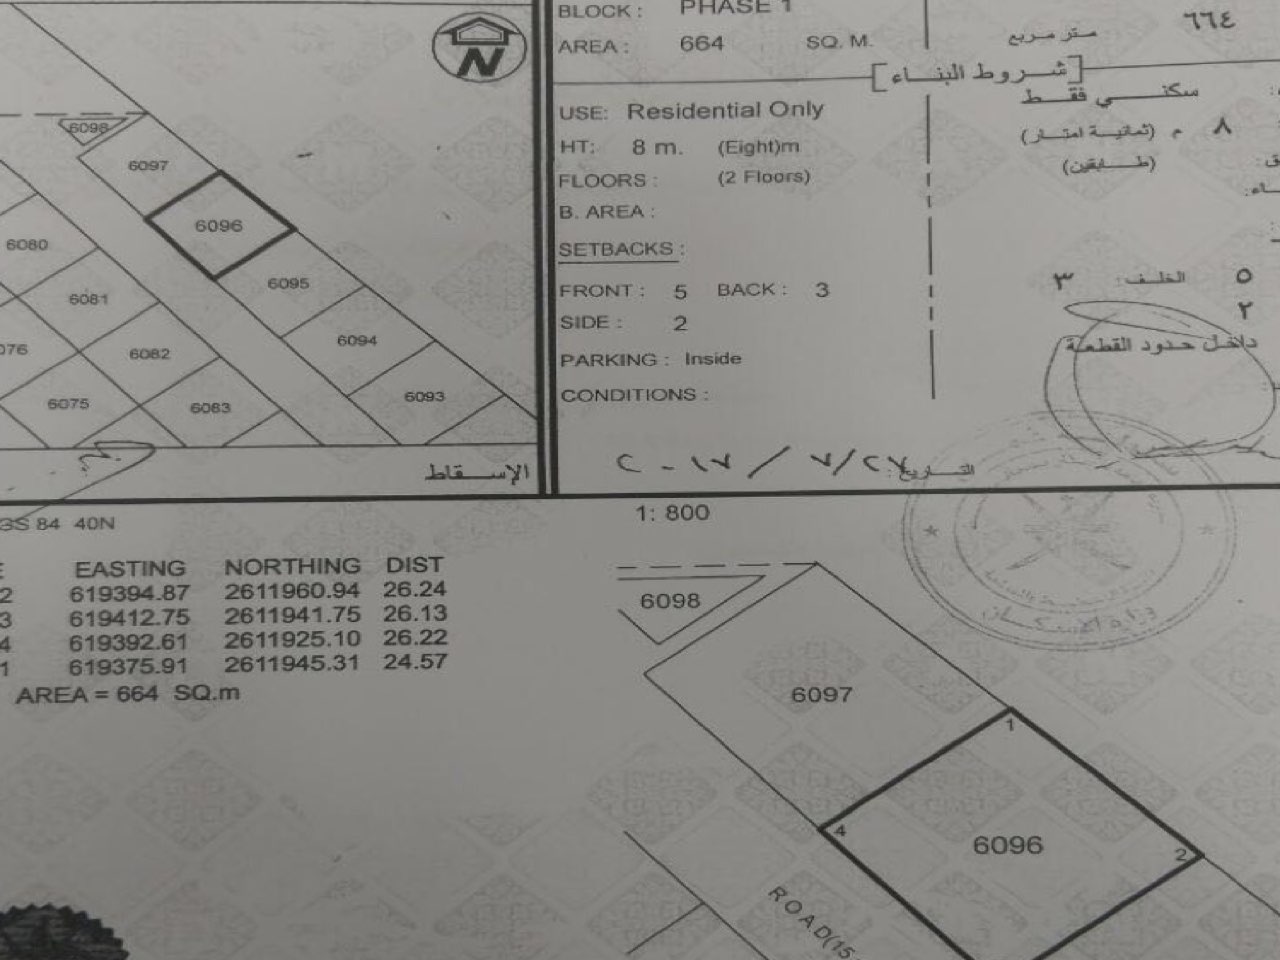 BLOCK : PHASE 1
AREA : 664 SQ. M.
٦٦٤ متر مربع
شروط البناء
USE: Residential Only
سكني فقط
HT: 8 m. (Eight)m
٨ م (ثمانية امتار)
FLOORS : (2 Floors)
(طابقين)
B. AREA :
SETBACKS :
FRONT : 5 BACK : 3
٥ الخلف : ٣
SIDE : 2
٢
PARKING : Inside
داخل حدود القطعة
CONDITIONS :
التاريخ: ٢٧/٧/٢٠١٧
N
6098
6097
6096
6080
6095
6081
6094
6082
6093
6075
6083
الإسقاط
84 40N
EASTING NORTHING DIST
2 619394.87 2611960.94 26.24
3 619412.75 2611941.75 26.13
4 619392.61 2611925.10 26.22
1 619375.91 2611945.31 24.57
AREA = 664 SQ.m
1: 800
وزارة الإسكان
6098
6097
1
4
6096
2
ROAD(15